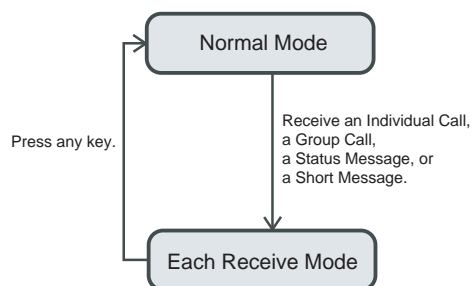 Normal Mode
Receive an Individual Call,
a Group Call,
a Status Message, or
a Short Message.
Press any key.
Each Receive Mode